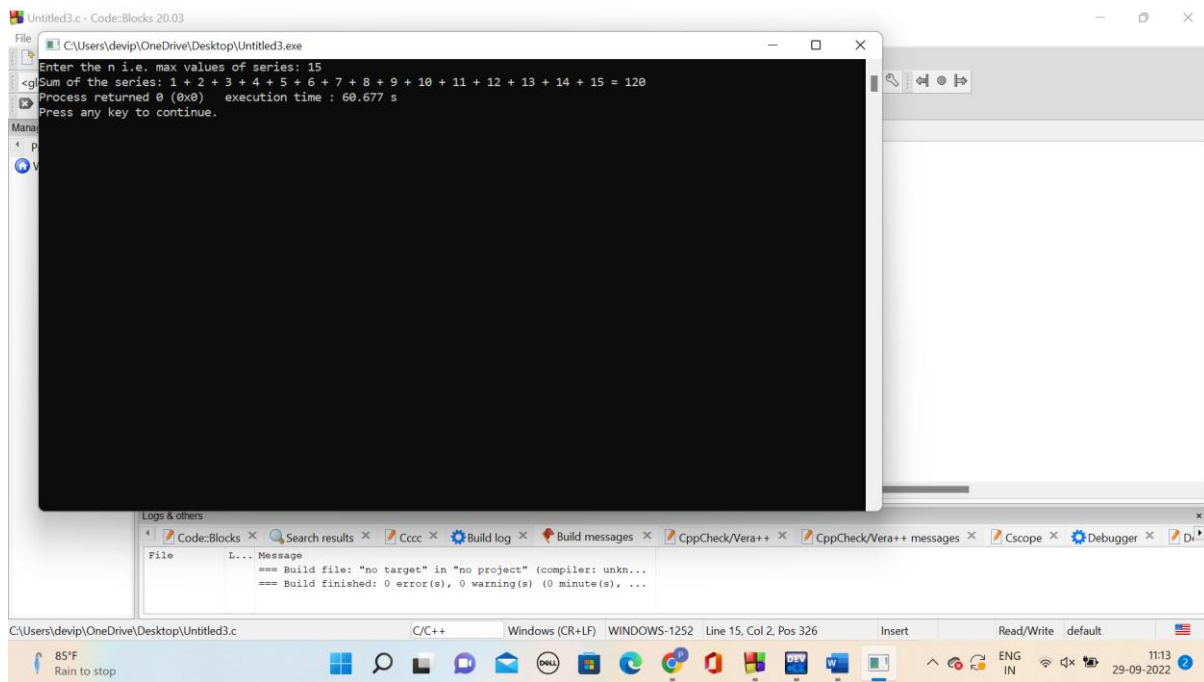 Untitled3.c - Code::Blocks 20.03
File
C:\Users\devip\OneDrive\Desktop\Untitled3.exe
Enter the n i.e. max values of series: 15
Sum of the series: 1 + 2 + 3 + 4 + 5 + 6 + 7 + 8 + 9 + 10 + 11 + 12 + 13 + 14 + 15 = 120
Process returned 0 (0x0)   execution time : 60.677 s
Press any key to continue.
<gl
Mana
P
Logs & others
Code::Blocks
Search results
Cccc
Build log
Build messages
CppCheck/Vera++
CppCheck/Vera++ messages
Cscope
Debugger
File L... Message
=== Build file: "no target" in "no project" (compiler: unkn...
=== Build finished: 0 error(s), 0 warning(s) (0 minute(s), ...
C:\Users\devip\OneDrive\Desktop\Untitled3.c C/C++ Windows (CR+LF) WINDOWS-1252 Line 15, Col 2, Pos 326 Insert Read/Write default
85°F
Rain to stop
DELL
DEV
W
ENG
IN
11:13
29-09-2022
2